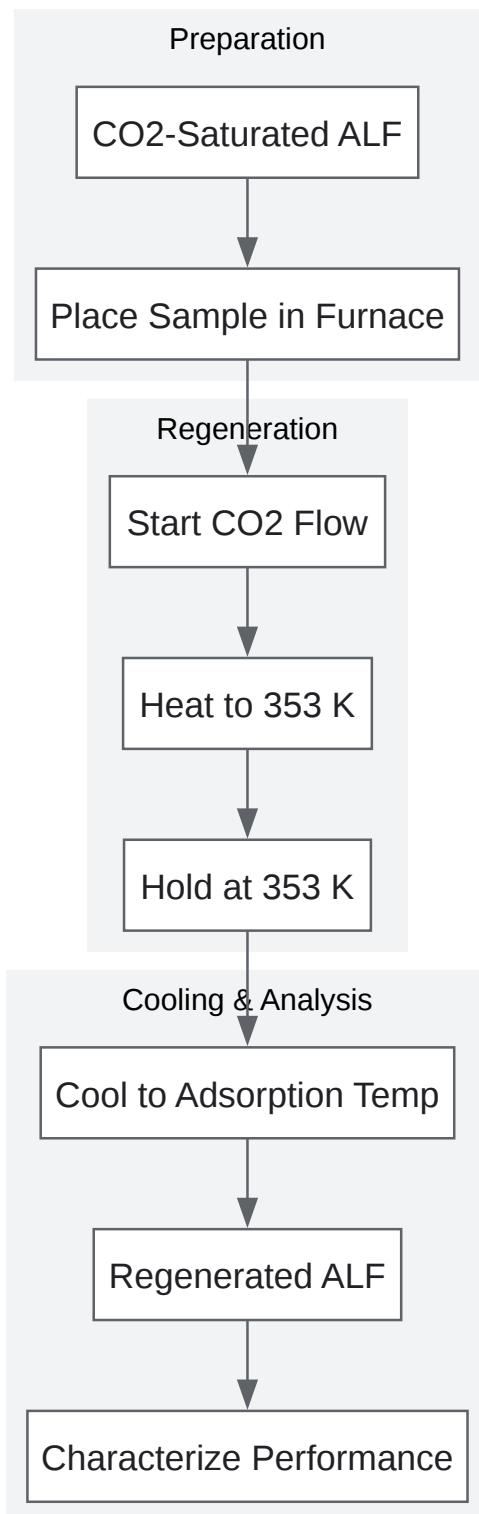 Preparation
CO2-Saturated ALF
Place Sample in Furnace
Regeneration
Start CO2 Flow
Heat to 353 K
Hold at 353 K
Cooling & Analysis
Cool to Adsorption Temp
Regenerated ALF
Characterize Performance